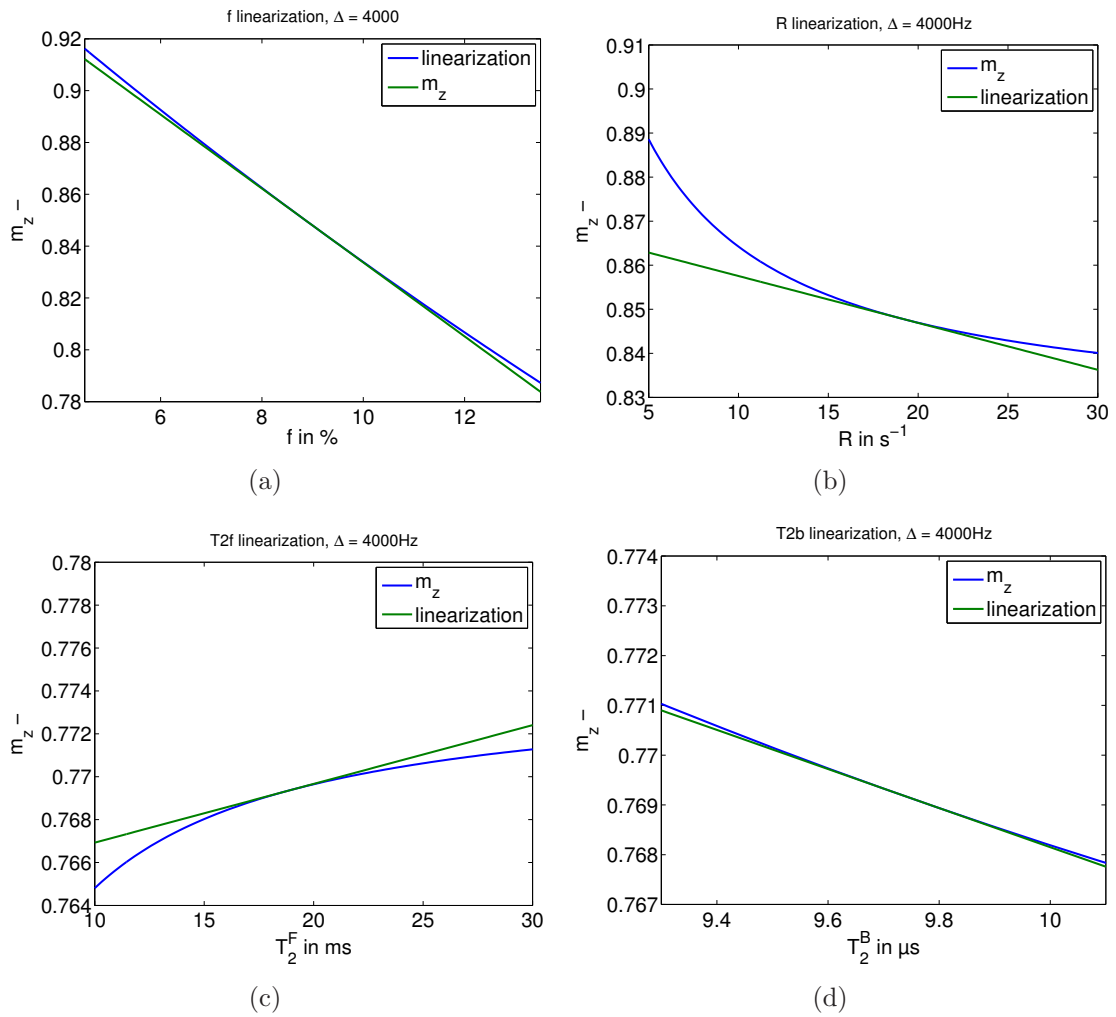 f linearization, Δ = 4000
0.92
0.9
0.88
0.86
0.84
0.82
0.8
0.78
m_z −
linearization
m_z
6
8
10
12
f in %
(a)
R linearization, Δ = 4000Hz
0.91
0.9
0.89
0.88
0.87
0.86
0.85
0.84
0.83
m_z −
m_z
linearization
5
10
15
20
25
30
R in s⁻¹
(b)
T2f linearization, Δ = 4000Hz
0.78
0.778
0.776
0.774
0.772
0.77
0.768
0.766
0.764
m_z −
m_z
linearization
10
15
20
25
30
T₂ᶠ in ms
(c)
T2b linearization, Δ = 4000Hz
0.774
0.773
0.772
0.771
0.77
0.769
0.768
0.767
m_z −
m_z
linearization
9.4
9.6
9.8
10
T₂ᴮ in µs
(d)